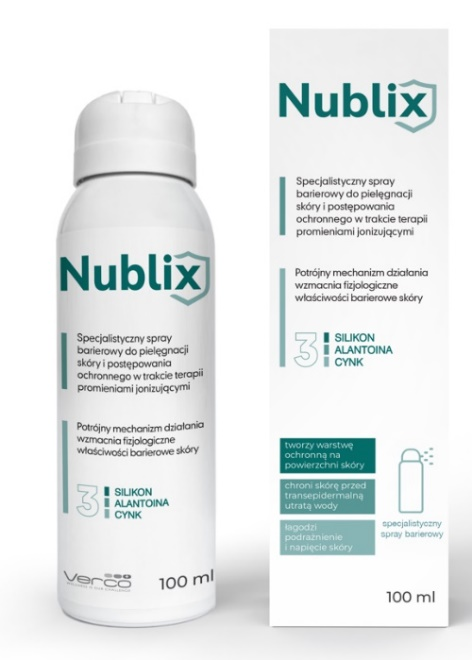 Nublix
Specjalistyczny spray
barierowy do pielęgnacji
skóry i postępowania
ochronnego w trakcie terapii
promieniami jonizującymi
Potrójny mechanizm działania
wzmacnia fizjologiczne
właściwości barierowe skóry
3
SILIKON
ALANTOINA
CYNK
verco
100 ml
Nublix
Specjalistyczny spray
barierowy do pielęgnacji
skóry i postępowania
ochronnego w trakcie terapii
promieniami jonizującymi
Potrójny mechanizm działania
wzmacnia fizjologiczne
właściwości barierowe skóry
3
SILIKON
ALANTOINA
CYNK
tworzy warstwę
ochronną na
powierzchni skóry
chroni skórę przed
transepidermalną
utratą wody
łagodzi
podrażnienie
i napięcie skóry
specjalistyczny
spray barierowy
100 ml